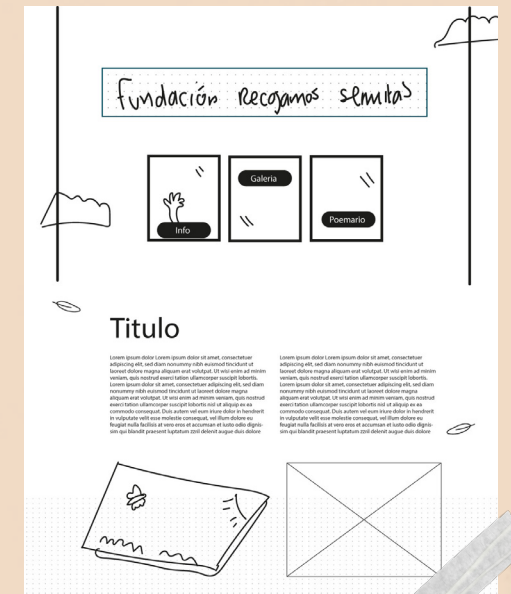 fundación Recogamos semitas
Galeria
Poemario
Info
Titulo
Lorem ipsum dolor Lorem ipsum dolor sit amet, consectetuer
adipiscing elit, sed diam nonummy nibh euismod tincidunt ut
laoreet dolore magna aliquam erat volutpat. Ut wisi enim ad minim
veniam, quis nostrud exerci tation ullamcorper suscipit lobortis.
Lorem ipsum dolor sit amet, consectetuer adipiscing elit, sed diam
nonummy nibh euismod tincidunt ut laoreet dolore magna
aliquam erat volutpat. Ut wisi enim ad minim veniam, quis nostrud
exerci tation ullamcorper suscipit lobortis nisl ut aliquip ex ea
commodo consequat. Duis autem vel eum iriure dolor in hendrerit
in vulputate velit esse molestie consequat, vel illum dolore eu
feugiat nulla facilisis at vero eros et accumsan et iusto odio dignis-
sim qui blandit praesent luptatum zzril delenit augue duis dolore
Lorem ipsum dolor Lorem ipsum dolor sit amet, consectetuer
adipiscing elit, sed diam nonummy nibh euismod tincidunt ut
laoreet dolore magna aliquam erat volutpat. Ut wisi enim ad minim
veniam, quis nostrud exerci tation ullamcorper suscipit lobortis.
Lorem ipsum dolor sit amet, consectetuer adipiscing elit, sed diam
nonummy nibh euismod tincidunt ut laoreet dolore magna
aliquam erat volutpat. Ut wisi enim ad minim veniam, quis nostrud
exerci tation ullamcorper suscipit lobortis nisl ut aliquip ex ea
commodo consequat. Duis autem vel eum iriure dolor in hendrerit
in vulputate velit esse molestie consequat, vel illum dolore eu
feugiat nulla facilisis at vero eros et accumsan et iusto odio dignis-
sim qui blandit praesent luptatum zzril delenit augue duis dolore